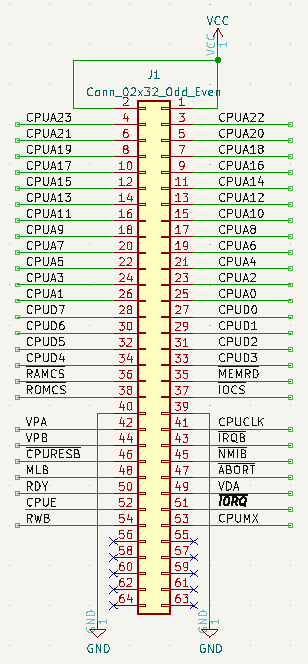 VCC
VCC 1
J1
Conn_02x32_Odd_Even
2 1
CPUA23 4 3 CPUA22
CPUA21 6 5 CPUA20
CPUA19 8 7 CPUA18
CPUA17 10 9 CPUA16
CPUA15 12 11 CPUA14
CPUA13 14 13 CPUA12
CPUA11 16 15 CPUA10
CPUA9 18 17 CPUA8
CPUA7 20 19 CPUA6
CPUA5 22 21 CPUA4
CPUA3 24 23 CPUA2
CPUA1 26 25 CPUA0
CPUD7 28 27 CPUD0
CPUD6 30 29 CPUD1
CPUD5 32 31 CPUD2
CPUD4 34 33 CPUD3
RAMCS 36 35 MEMRD
ROMCS 38 37 IOCS
40 39
VPA 42 41 CPUCLK
VPB 44 43 IRQB
CPURESB 46 45 NMIB
MLB 48 47 ABORT
RDY 50 49 VDA
CPUE 52 51 IORQ
RWB 54 53 CPUMX
56 55
58 57
60 59
62 61
64 63
GND 1 GND 1
GND GND